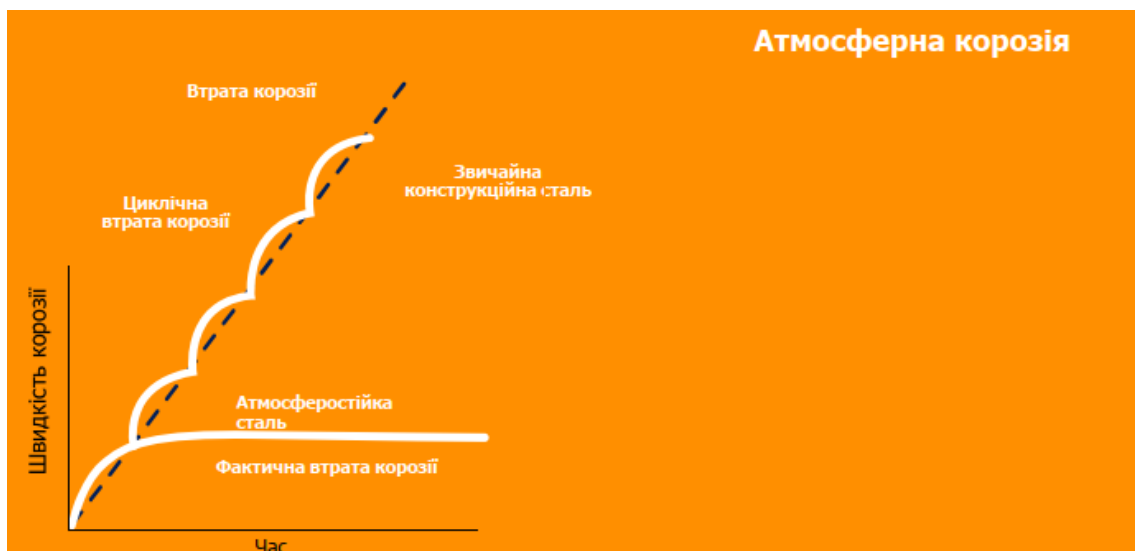 Атмосферна корозія
Втрата корозії
Звичайна
конструкційна сталь
Циклічна
втрата корозії
Швидкість корозії
Атмосферостійка
сталь
Фактична втрата корозії
Час